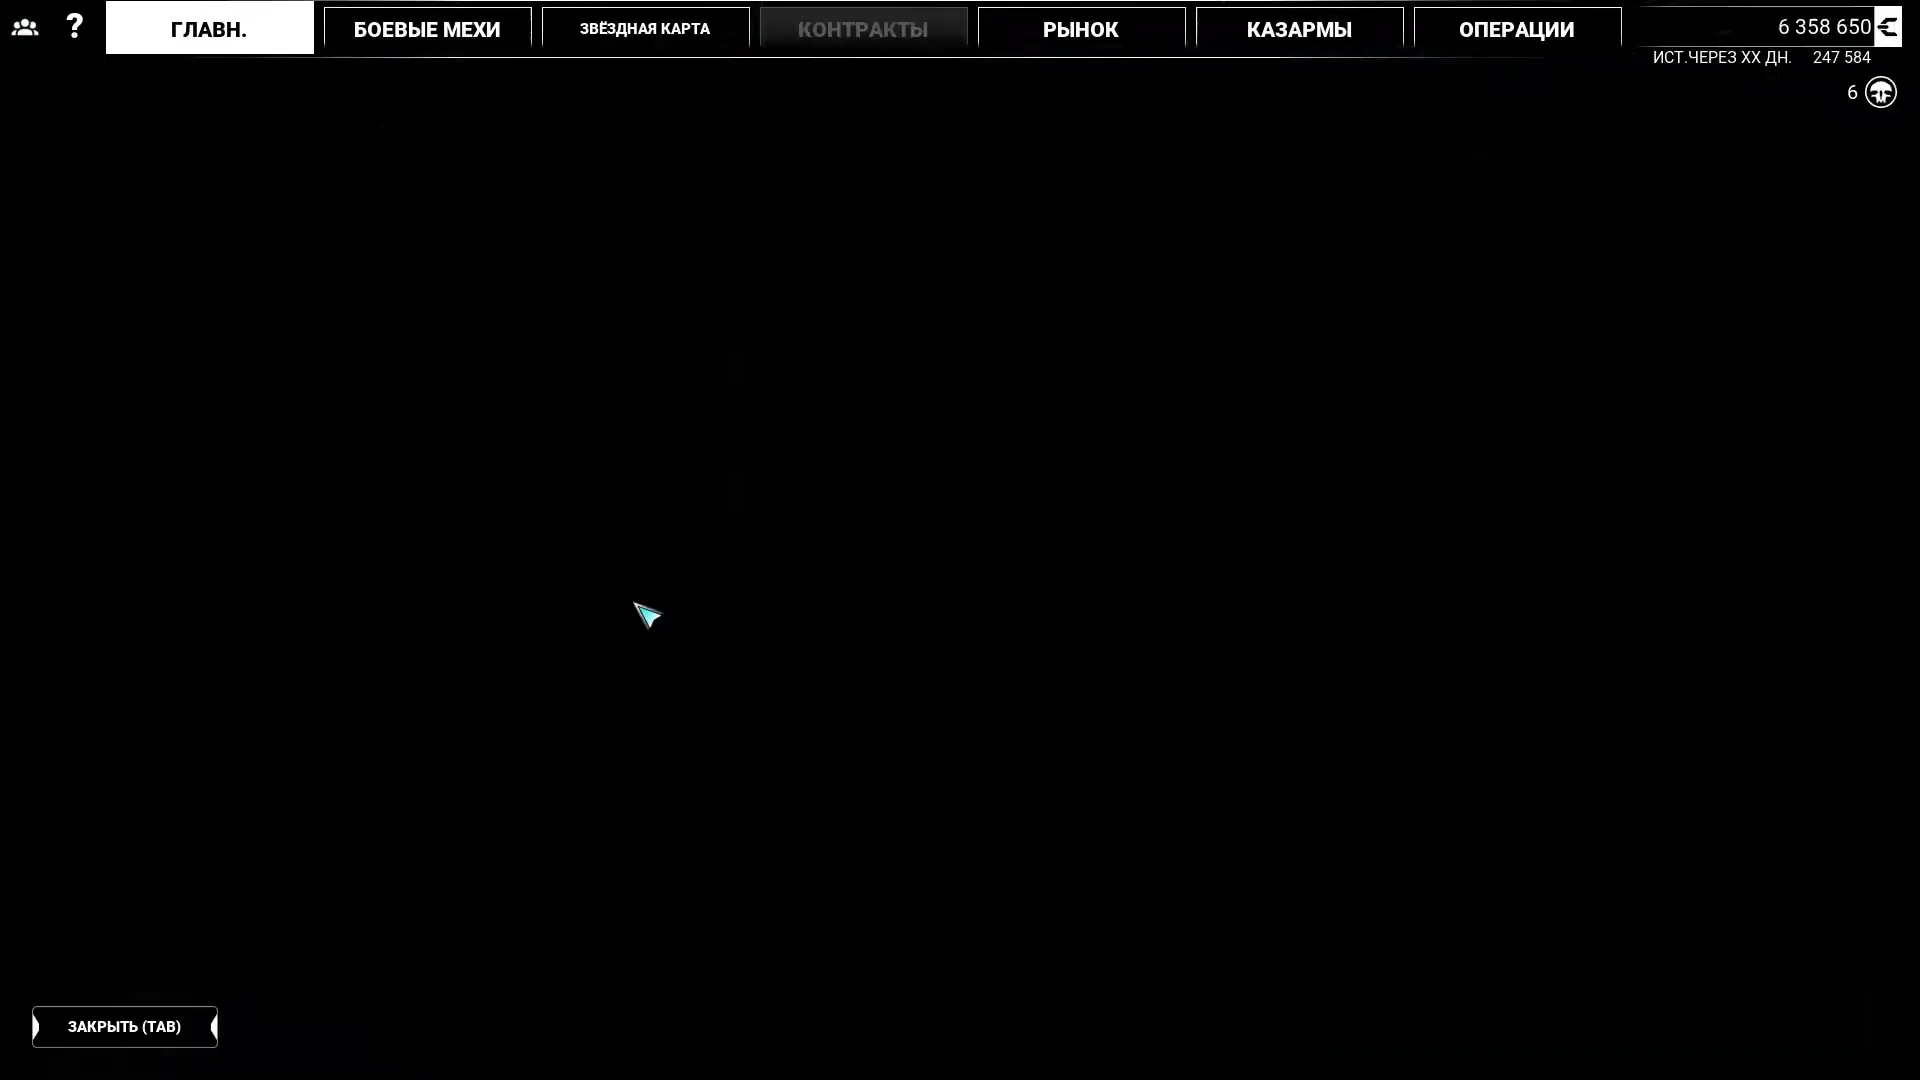 ?
ГЛАВН.
БОЕВЫЕ МЕХИ
ЗВЁЗДНАЯ КАРТА
КОНТРАКТЫ
РЫНОК
КАЗАРМЫ
ОПЕРАЦИИ
6 358 650
ИСТ.ЧЕРЕЗ XX ДН. 247 584
6
ЗАКРЫТЬ (TAB)